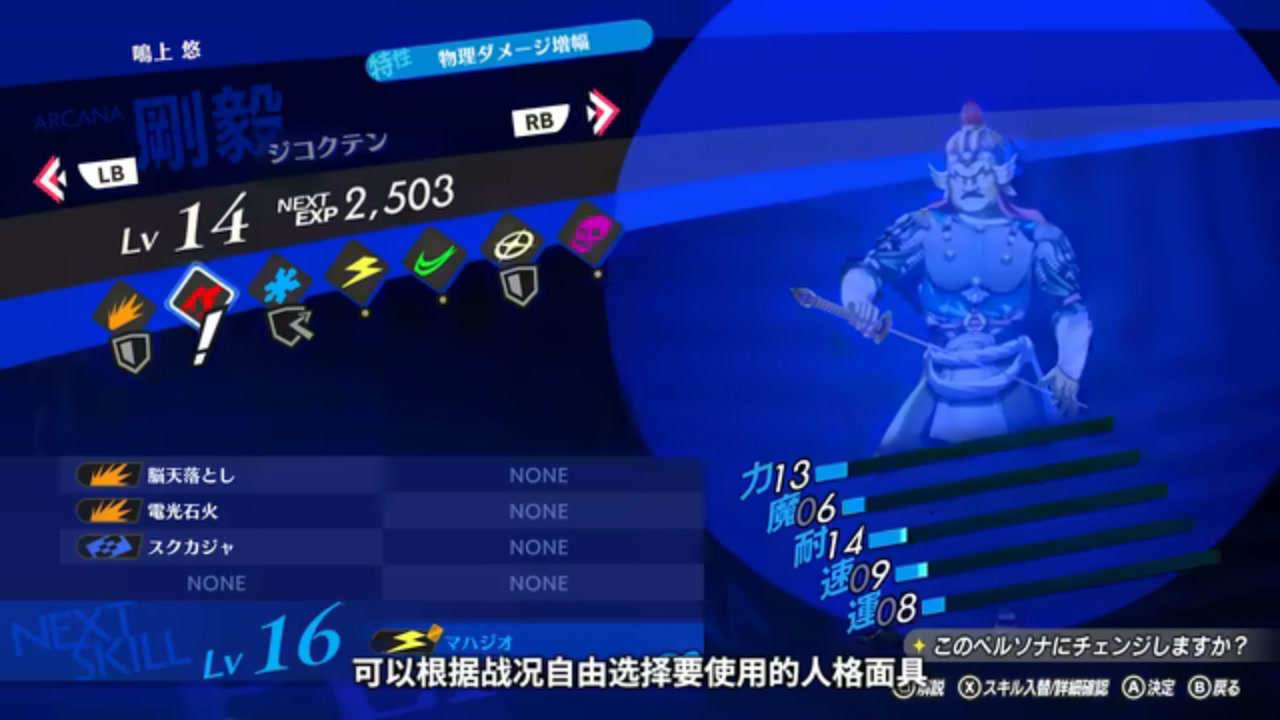 鳴上 悠
特性 物理ダメージ増幅
ARCANA 剛毅
ジコクテン
LB
RB
Lv 14 NEXT EXP 2,503
脳天落とし NONE
電光石火 NONE
スクカジャ NONE
NONE NONE
力13
魔06
耐14
速09
運08
NEXT SKILL Lv 16 マハジオ
このペルソナにチェンジしますか?
可以根据战况自由选择要使用的人格面具
解説 Xスキル入替/詳細確認 A決定 B戻る